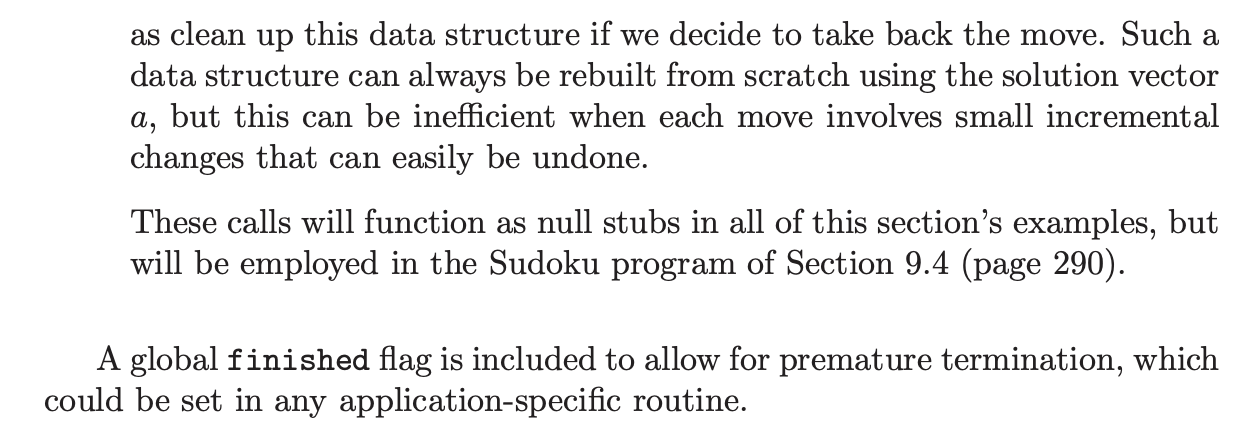 as clean up this data structure if we decide to take back the move. Such a
data structure can always be rebuilt from scratch using the solution vector
a, but this can be inefficient when each move involves small incremental
changes that can easily be undone.
These calls will function as null stubs in all of this section’s examples, but
will be employed in the Sudoku program of Section 9.4 (page 290).
A global finished flag is included to allow for premature termination, which
could be set in any application-specific routine.